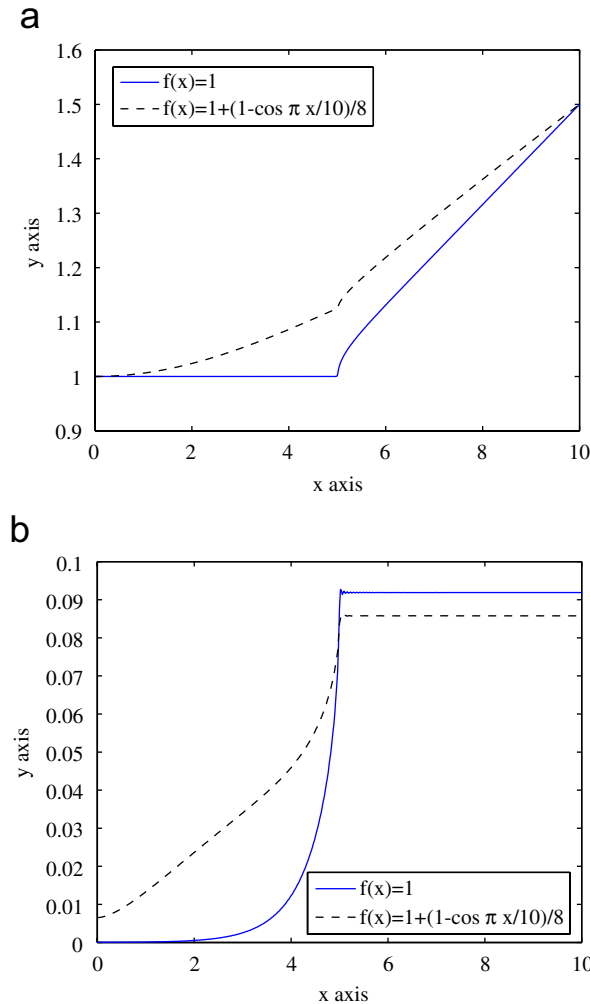 a
1.6
1.5
1.4
1.3
1.2
1.1
1
0.9
y axis
f(x)=1
f(x)=1+(1-cos π x/10)/8
0 2 4 6 8 10
x axis
b
0.1
0.09
0.08
0.07
0.06
0.05
0.04
0.03
0.02
0.01
0
y axis
f(x)=1
f(x)=1+(1-cos π x/10)/8
0 2 4 6 8 10
x axis